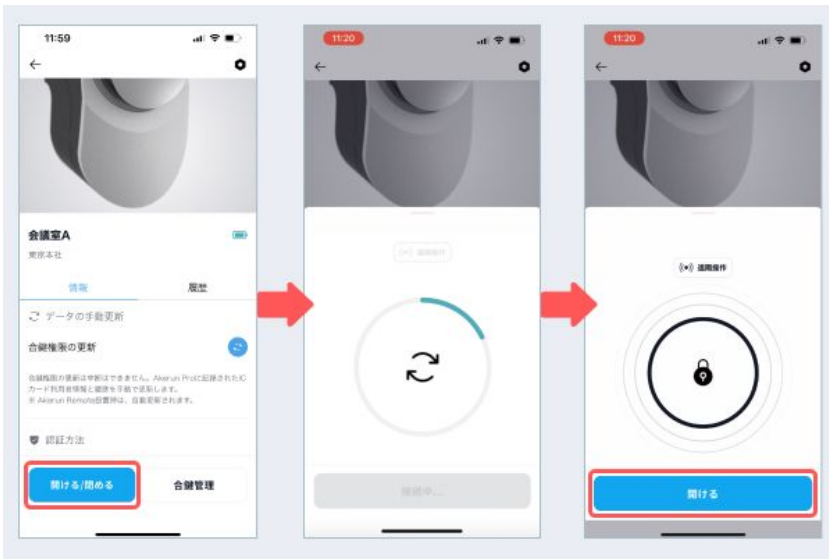 11:59
会議室A
東京本社
情報
履歴
データの手動更新
合鍵権限の更新
合鍵権限の更新は中断はできません。Akerun Proに記録されたIC
カード利用者情報と履歴を手動で更新します。
※ Akerun Remote設置時は、自動更新されます。
認証方法
開ける/閉める
合鍵管理
11:20
遠隔操作
接続中...
11:20
遠隔操作
開ける